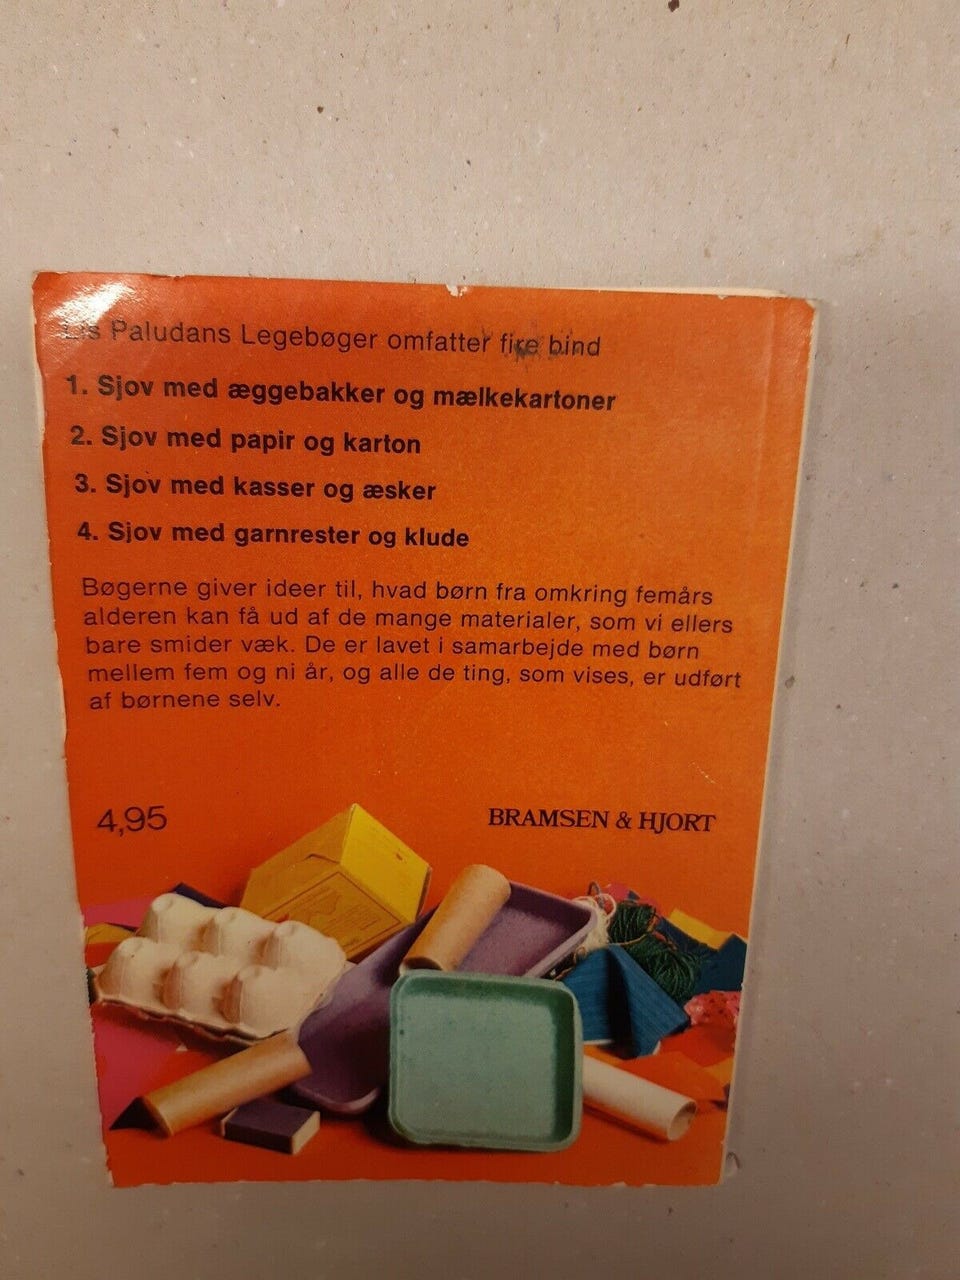 Lis Paludans Legebøger omfatter fire bind
1. Sjov med æggebakker og mælkekartoner
2. Sjov med papir og karton
3. Sjov med kasser og æsker
4. Sjov med garnrester og klude
Bøgerne giver ideer til, hvad børn fra omkring femårs
alderen kan få ud af de mange materialer, som vi ellers
bare smider væk. De er lavet i samarbejde med børn
mellem fem og ni år, og alle de ting, som vises, er udført
af børnene selv.
4,95
BRAMSEN & HJORT